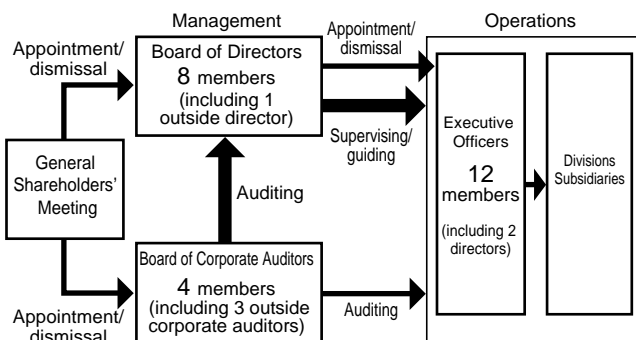 Management
Operations
Appointment/
dismissal
Board of Directors
8 members
(including 1
outside director)
Appointment/
dismissal
Supervising/
guiding
General
Shareholders'
Meeting
Auditing
Executive
Officers
12
members
(including 2
directors)
Divisions
Subsidiaries
Board of Corporate Auditors
4 members
(including 3 outside
corporate auditors)
Auditing
Appointment/
dismissal